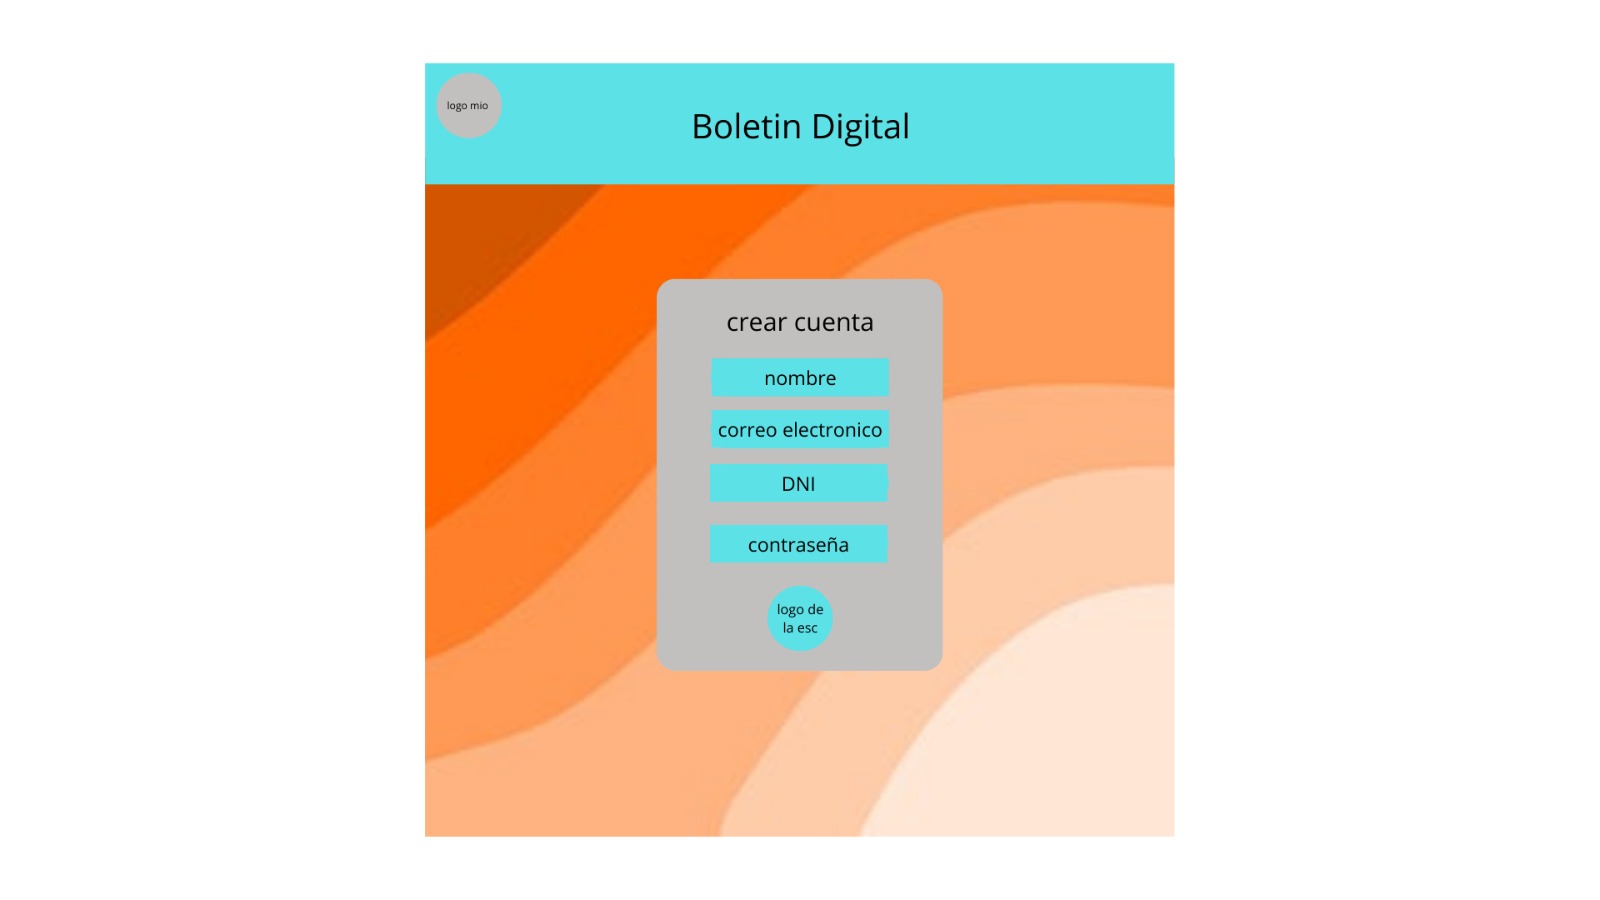 logo mio
Boletin Digital
crear cuenta
nombre
correo electronico
DNI
contraseña
logo de
la esc